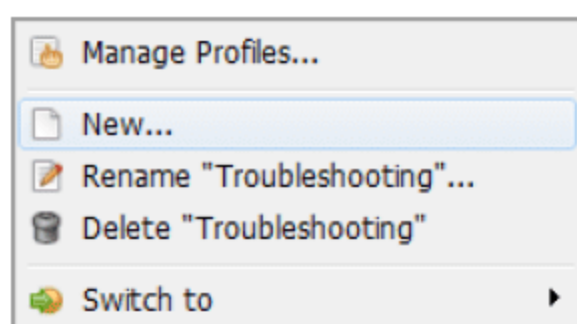 Manage Profiles...
New...
Rename "Troubleshooting"...
Delete "Troubleshooting"
Switch to